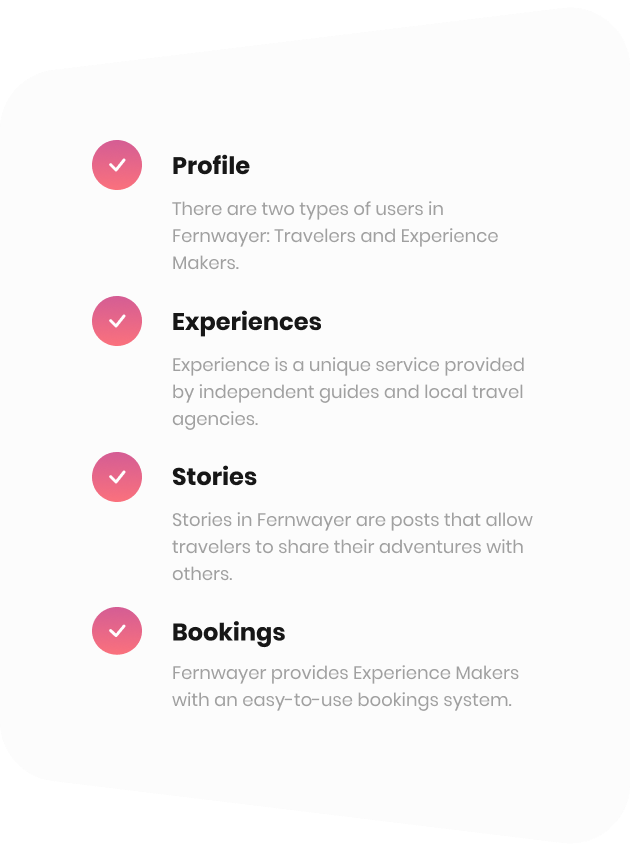 Profile
There are two types of users in
Fernwayer: Travelers and Experience
Makers.
Experiences
Experience is a unique service provided
by independent guides and local travel
agencies.
Stories
Stories in Fernwayer are posts that allow
travelers to share their adventures with
others.
Bookings
Fernwayer provides Experience Makers
with an easy-to-use bookings system.